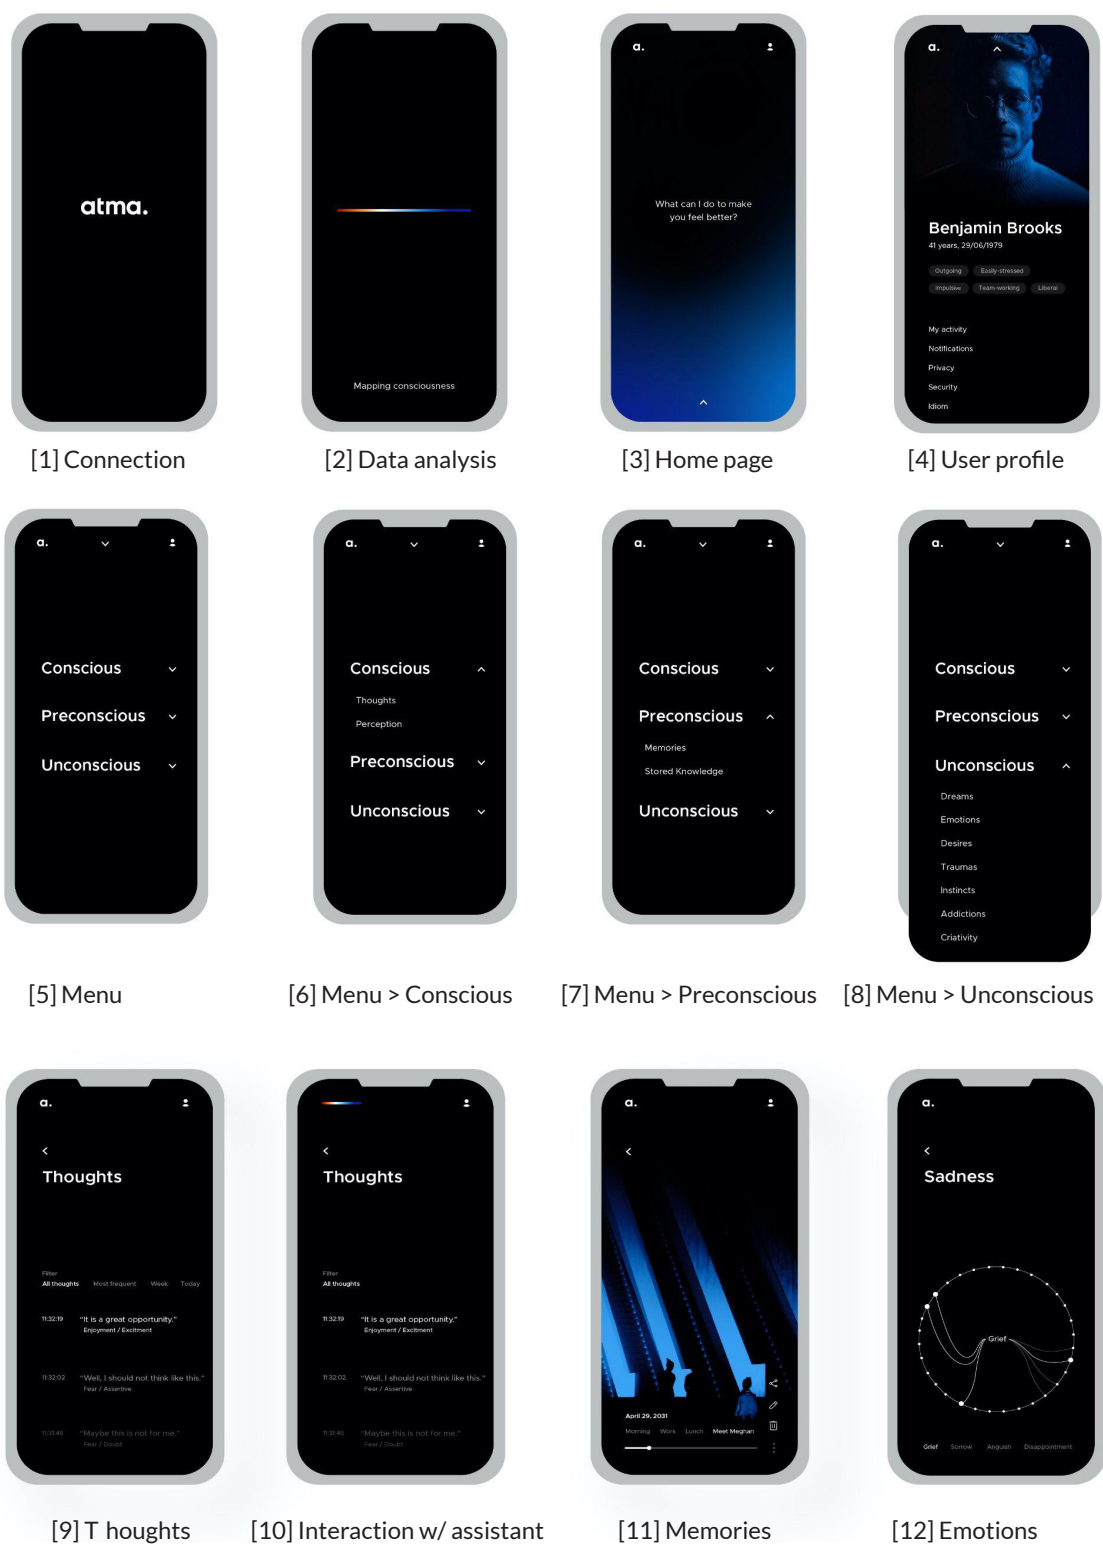 atma.
Mapping consciousness
a.
What can I do to make
you feel better?
a.
Benjamin Brooks
41 years, 29/06/1979
Outgoing Easily-stressed
Impulsive Team-working Liberal
My activity
Notifications
Privacy
Security
Idiom
[1] Connection
[2] Data analysis
[3] Home page
[4] User profile
a.
Conscious
Preconscious
Unconscious
a.
Conscious
Thoughts
Perception
Preconscious
Unconscious
a.
Conscious
Preconscious
Memories
Stored Knowledge
Unconscious
a.
Conscious
Preconscious
Unconscious
Dreams
Emotions
Desires
Traumas
Instincts
Addictions
Criativity
[5] Menu
[6] Menu > Conscious
[7] Menu > Preconscious
[8] Menu > Unconscious
a.
Thoughts
Filter
All thoughts Most frequent Week Today
11:32:19 "It is a great opportunity."
Enjoyment / Excitment
11:32:02 "Well, I should not think like this."
Fear / Assertive
11:31:46 "Maybe this is not for me."
Fear / Doubt
Thoughts
Filter
All thoughts
11:32:19 "It is a great opportunity."
Enjoyment / Excitment
11:32:02 "Well, I should not think like this."
Fear / Assertive
11:31:46 "Maybe this is not for me."
Fear / Doubt
a.
April 29, 2031
Morning Work Lunch Meet Meghan
a.
Sadness
Grief
Grief Sorrow Anguish Disappointment
[9] T houghts
[10] Interaction w/ assistant
[11] Memories
[12] Emotions